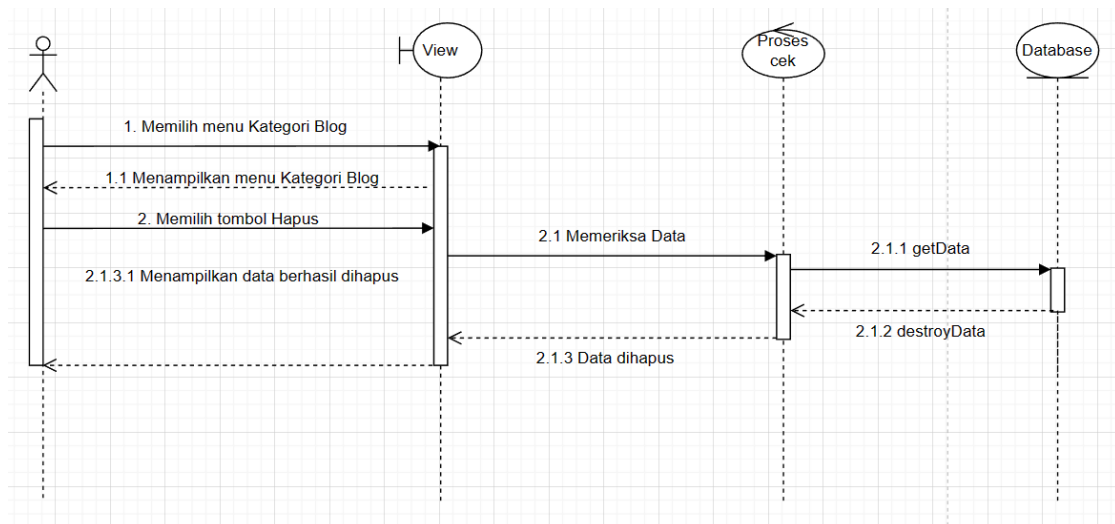 View
Proses
cek
Database
1. Memilih menu Kategori Blog
1.1 Menampilkan menu Kategori Blog
2. Memilih tombol Hapus
2.1 Memeriksa Data
2.1.1 getData
2.1.3.1 Menampilkan data berhasil dihapus
2.1.2 destroyData
2.1.3 Data dihapus